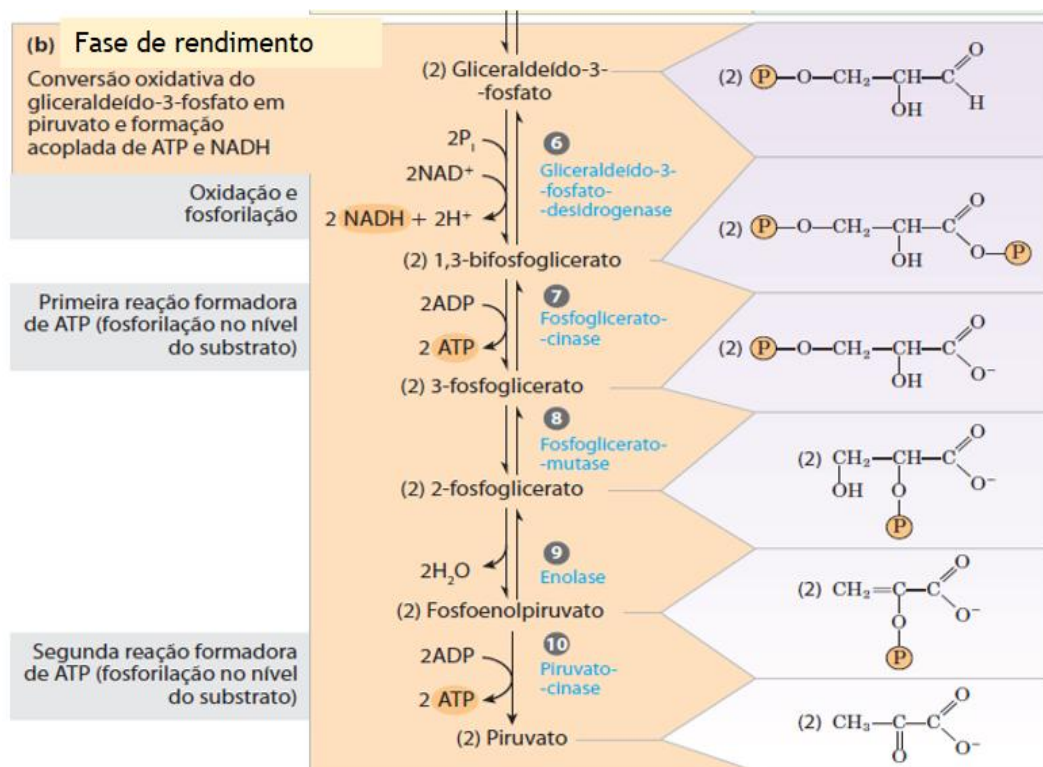 (b) Fase de rendimento
Conversão oxidativa do
gliceraldeído-3-fosfato em
piruvato e formação
acoplada de ATP e NADH
(2) Gliceraldeído-3-
-fosfato
(2) P—O—CH₂—CH—C
O
H
OH
2Pᵢ
2NAD⁺
2 NADH + 2H⁺
6
Gliceraldeído-3-
-fosfato-
-desidrogenase
Oxidação e
fosforilação
(2) 1,3-bifosfoglicerato
(2) P—O—CH₂—CH—C
O
O—P
OH
Primeira reação formadora
de ATP (fosforilação no nível
do substrato)
2ADP
2 ATP
7
Fosfoglicerato-
-cinase
(2) 3-fosfoglicerato
(2) P—O—CH₂—CH—C
O
O⁻
OH
8
Fosfoglicerato-
-mutase
(2) 2-fosfoglicerato
(2) CH₂—CH—C
O
O⁻
OH
O
P
2H₂O
9
Enolase
(2) Fosfoenolpiruvato
(2) CH₂=C—C
O
O⁻
O
P
Segunda reação formadora
de ATP (fosforilação no nível
do substrato)
2ADP
2 ATP
10
Piruvato-
-cinase
(2) Piruvato
(2) CH₃—C—C
O
O⁻
O